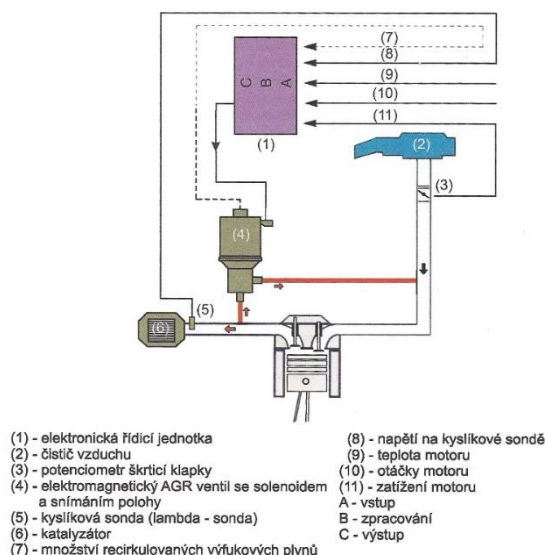 (7)
(8)
(9)
(10)
(11)
C B A
(1)
(2)
(3)
(4)
(5)
(6)
(1) - elektronická řídicí jednotka
(2) - čistič vzduchu
(3) - potenciometr škrticí klapky
(4) - elektromagnetický AGR ventil se solenoidem
a snímáním polohy
(5) - kyslíková sonda (lambda - sonda)
(6) - katalyzátor
(7) - množství recirkulovaných výfukových plynů
(8) - napětí na kyslíkové sondě
(9) - teplota motoru
(10) - otáčky motoru
(11) - zatížení motoru
A - vstup
B - zpracování
C - výstup